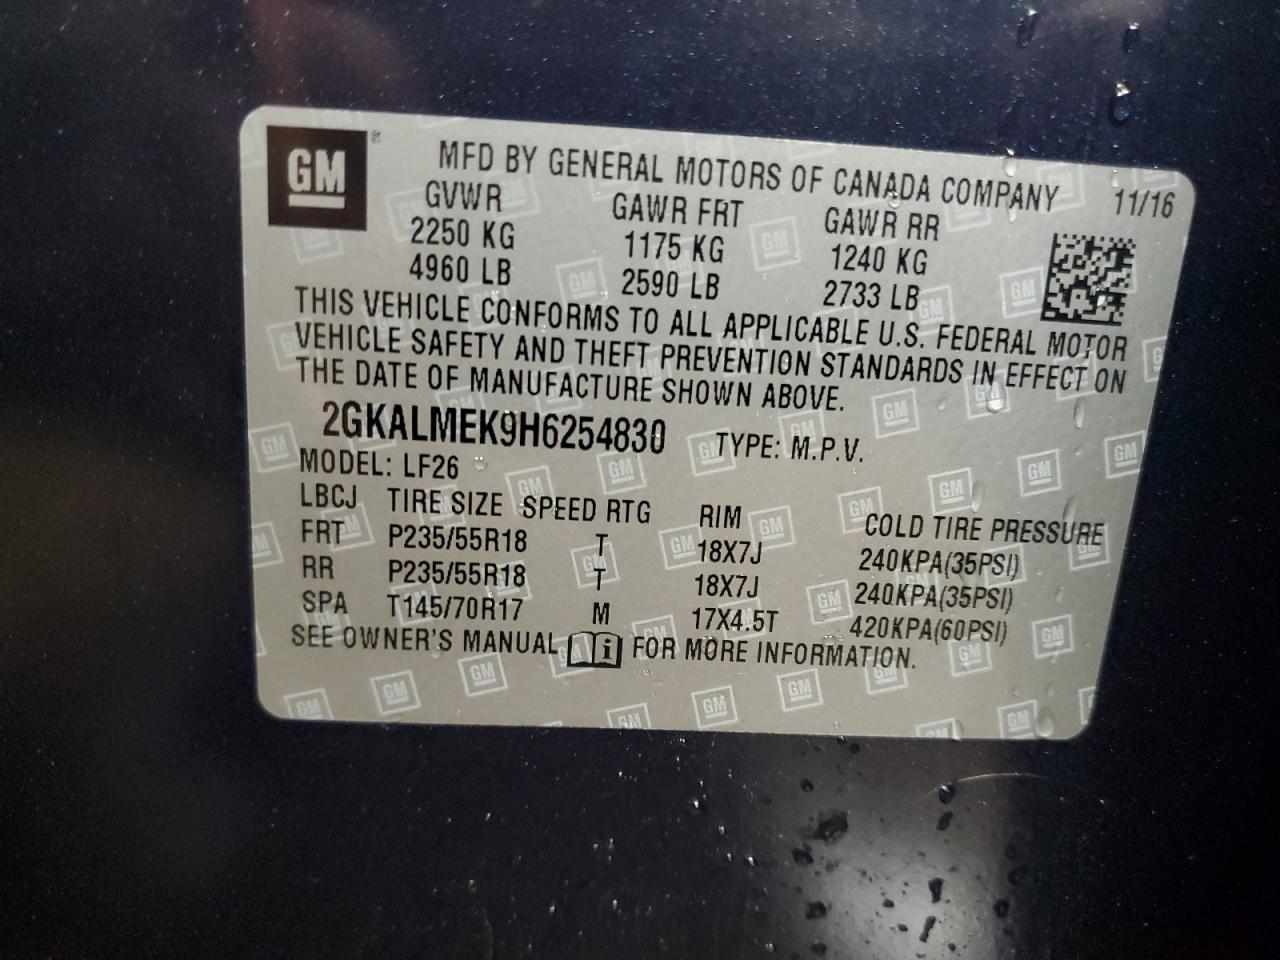 GM
MFD BY GENERAL MOTORS OF CANADA COMPANY 11/16
GVWR GAWR FRT GAWR RR
2250 KG 1175 KG 1240 KG
4960 LB 2590 LB 2733 LB
THIS VEHICLE CONFORMS TO ALL APPLICABLE U.S. FEDERAL MOTOR
VEHICLE SAFETY AND THEFT PREVENTION STANDARDS IN EFFECT ON
THE DATE OF MANUFACTURE SHOWN ABOVE.
2GKALMEK9H6254830 TYPE: M.P.V.
MODEL: LF26
LBCJ TIRE SIZE SPEED RTG RIM COLD TIRE PRESSURE
FRT P235/55R18 T 18X7J 240KPA(35PSI)
RR P235/55R18 T 18X7J 240KPA(35PSI)
SPA T145/70R17 M 17X4.5T 420KPA(60PSI)
SEE OWNER'S MANUAL i FOR MORE INFORMATION.